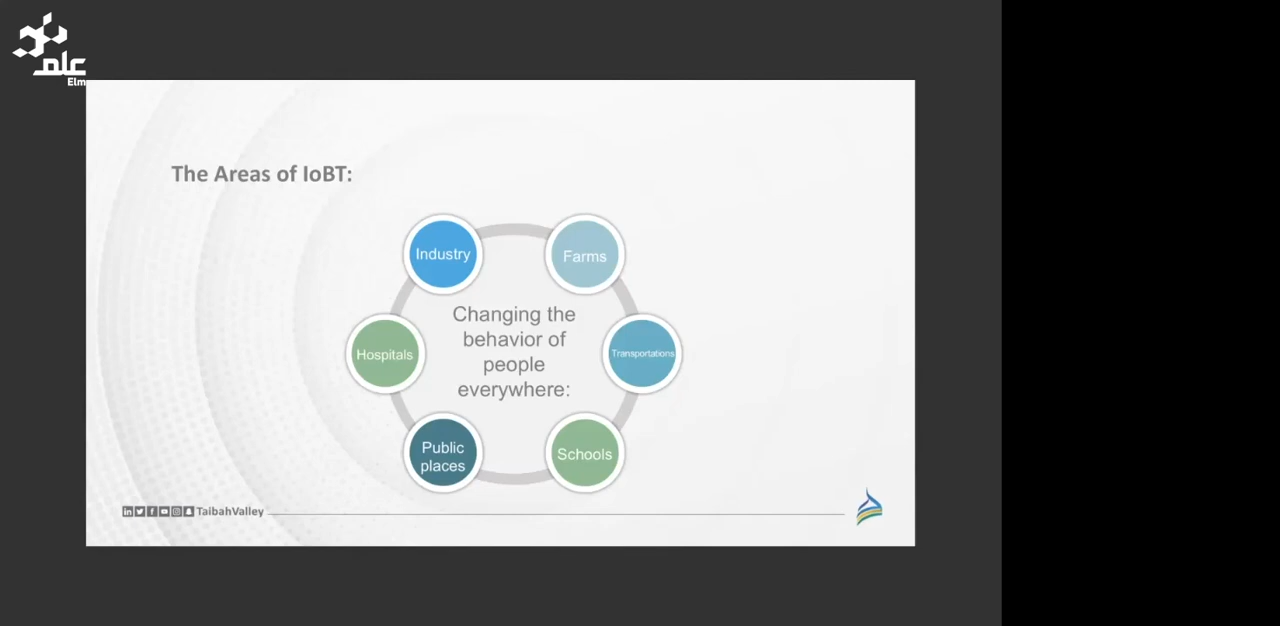 علم
Elm
The Areas of IoBT:
Industry
Farms
Changing the
behavior of
people
everywhere:
Hospitals
Transportations
Public
places
Schools
TaibahValley